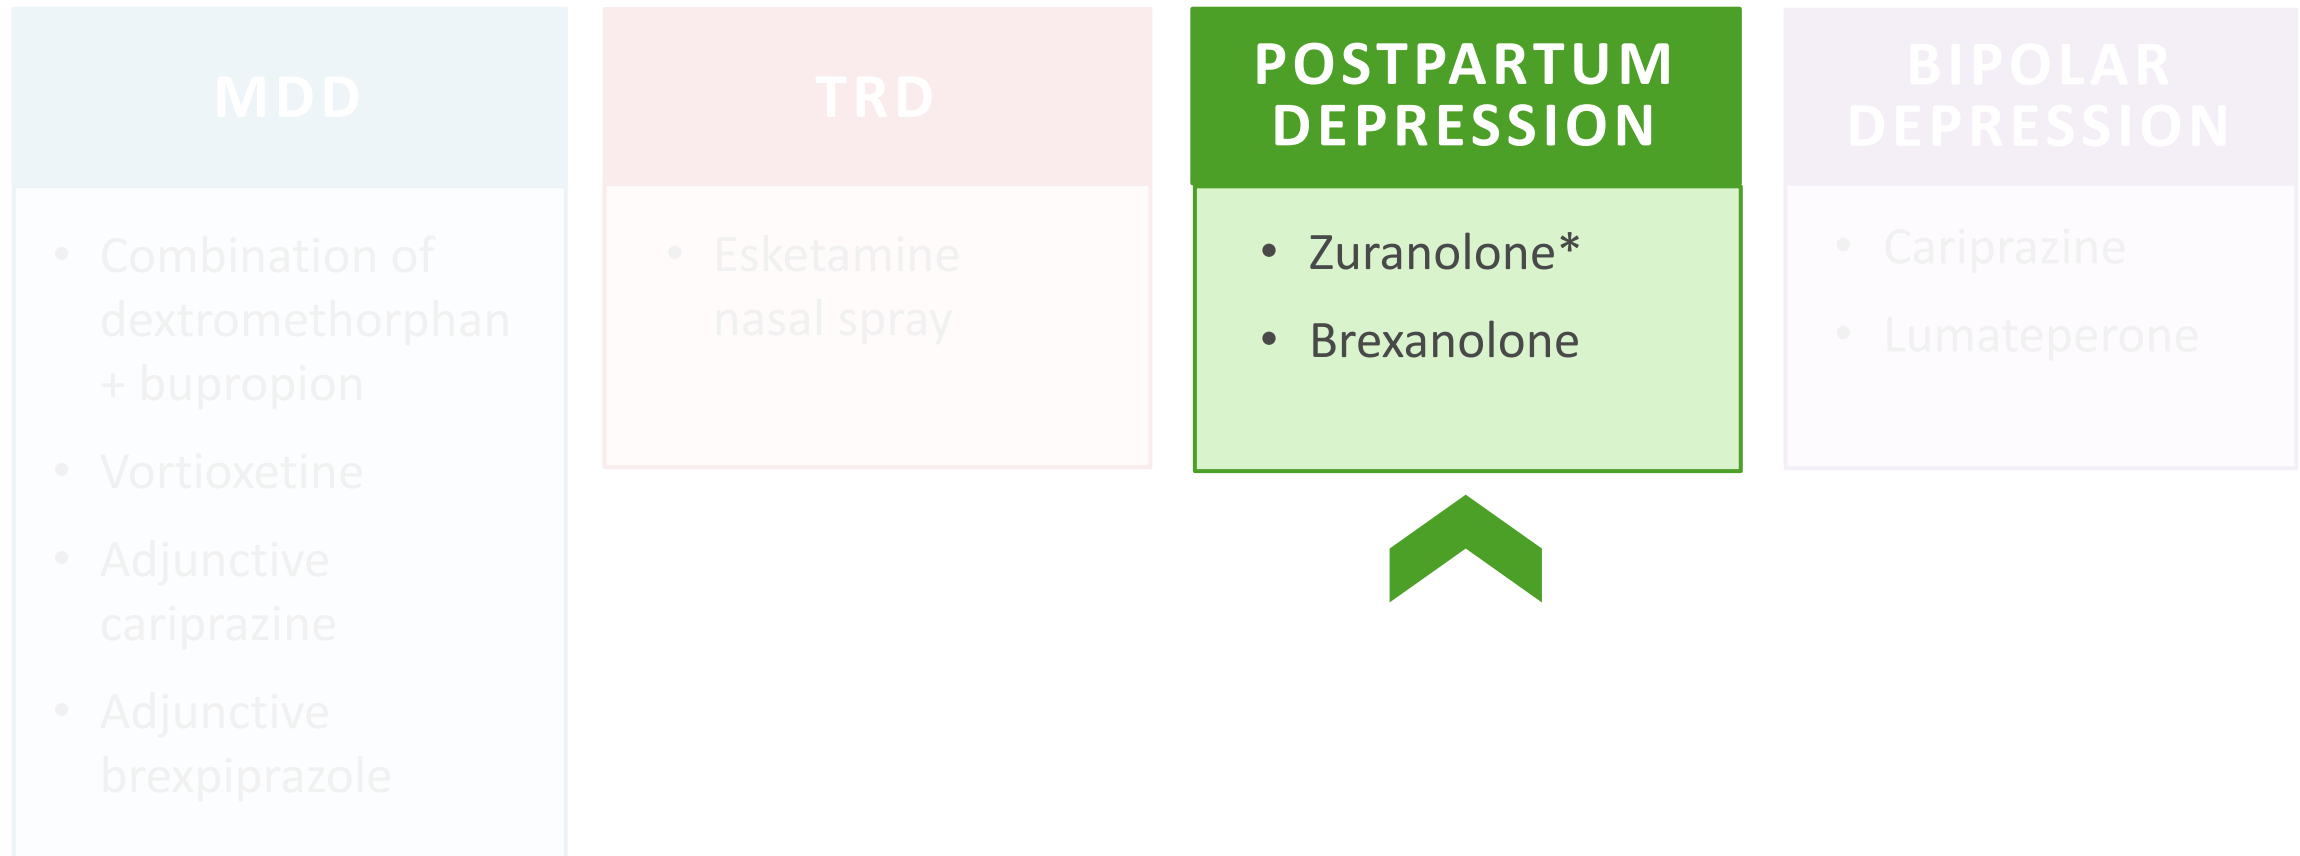 MDD
• Combination of
dextromethorphan
+ bupropion
• Vortioxetine
• Adjunctive
cariprazine
• Adjunctive
brexpiprazole
TRD
• Esketamine
nasal spray
POSTPARTUM
DEPRESSION
• Zuranolone*
• Brexanolone
BIPOLAR
DEPRESSION
• Cariprazine
• Lumateperone